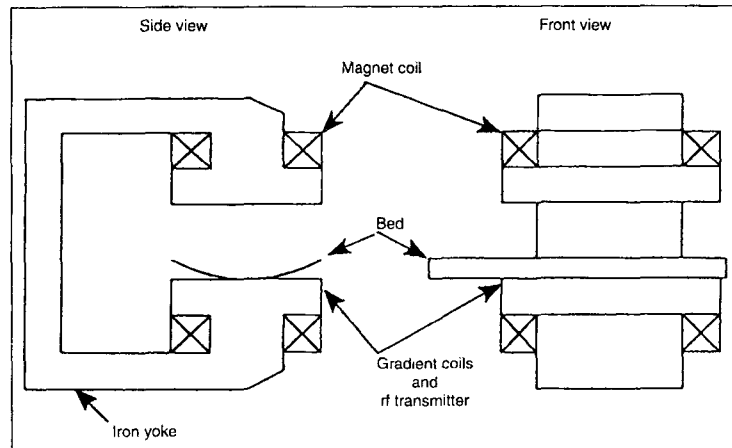 Side view
Front view
Magnet coil
Bed
Gradient coils
and
rf transmitter
Iron yoke